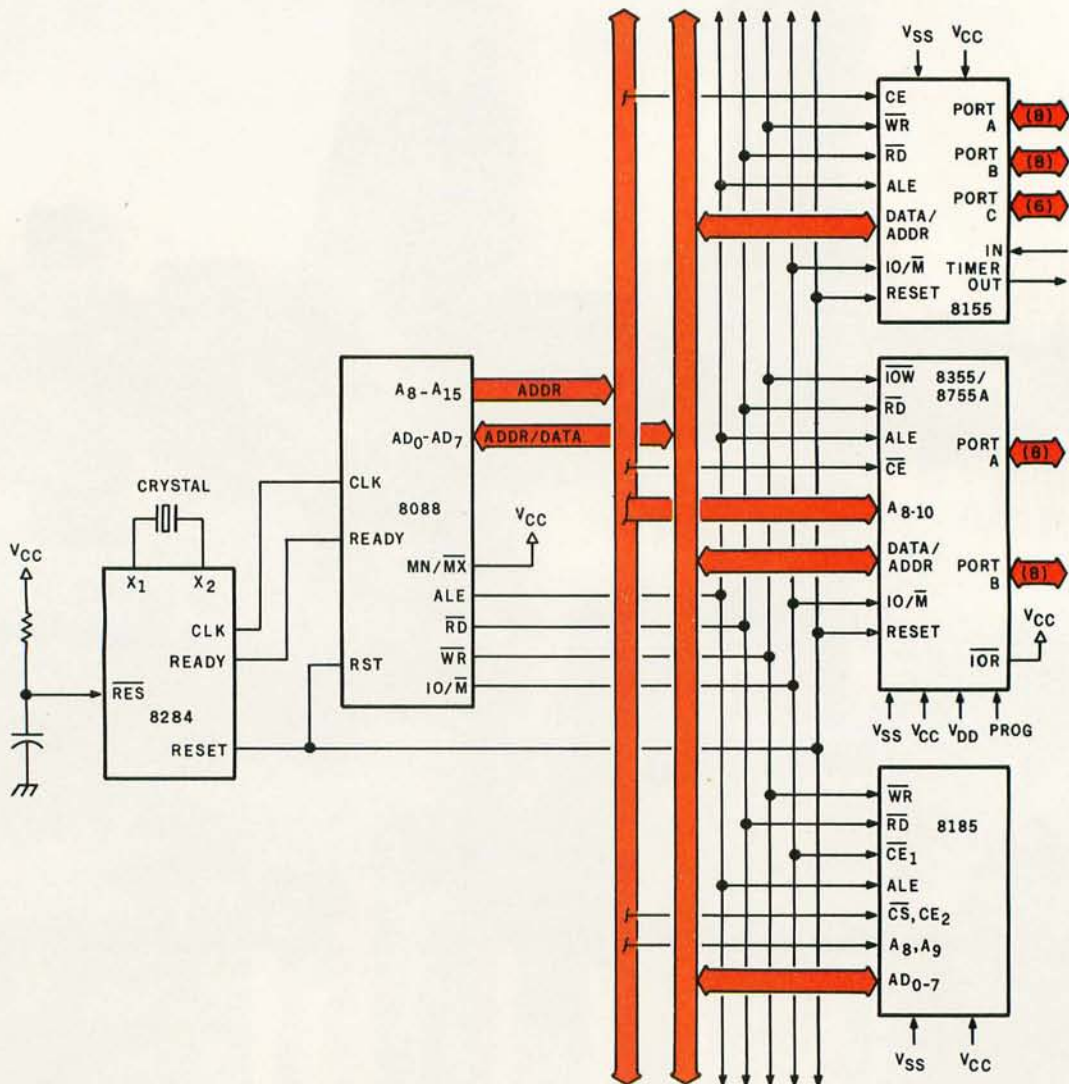 VCC
CRYSTAL
X1 X2
CLK
READY
RES
8284
RESET
A8-A15
AD0-AD7
CLK
8088
READY
MN/MX
ALE
RD
WR
RST
IO/M
VCC
ADDR
ADDR/DATA
VSS VCC
CE
WR
RD
ALE
DATA/
ADDR
IO/M
RESET
PORT
A
(8)
PORT
B
(8)
PORT
C
(6)
IN
TIMER
OUT
8155
IOW
RD
ALE
CE
A8-10
DATA/
ADDR
IO/M
RESET
8355/
8755A
PORT
A
(8)
PORT
B
(8)
VCC
IOR
VSS VCC VDD PROG
WR
RD
8185
CE1
ALE
CS, CE2
A8, A9
AD0-7
VSS VCC